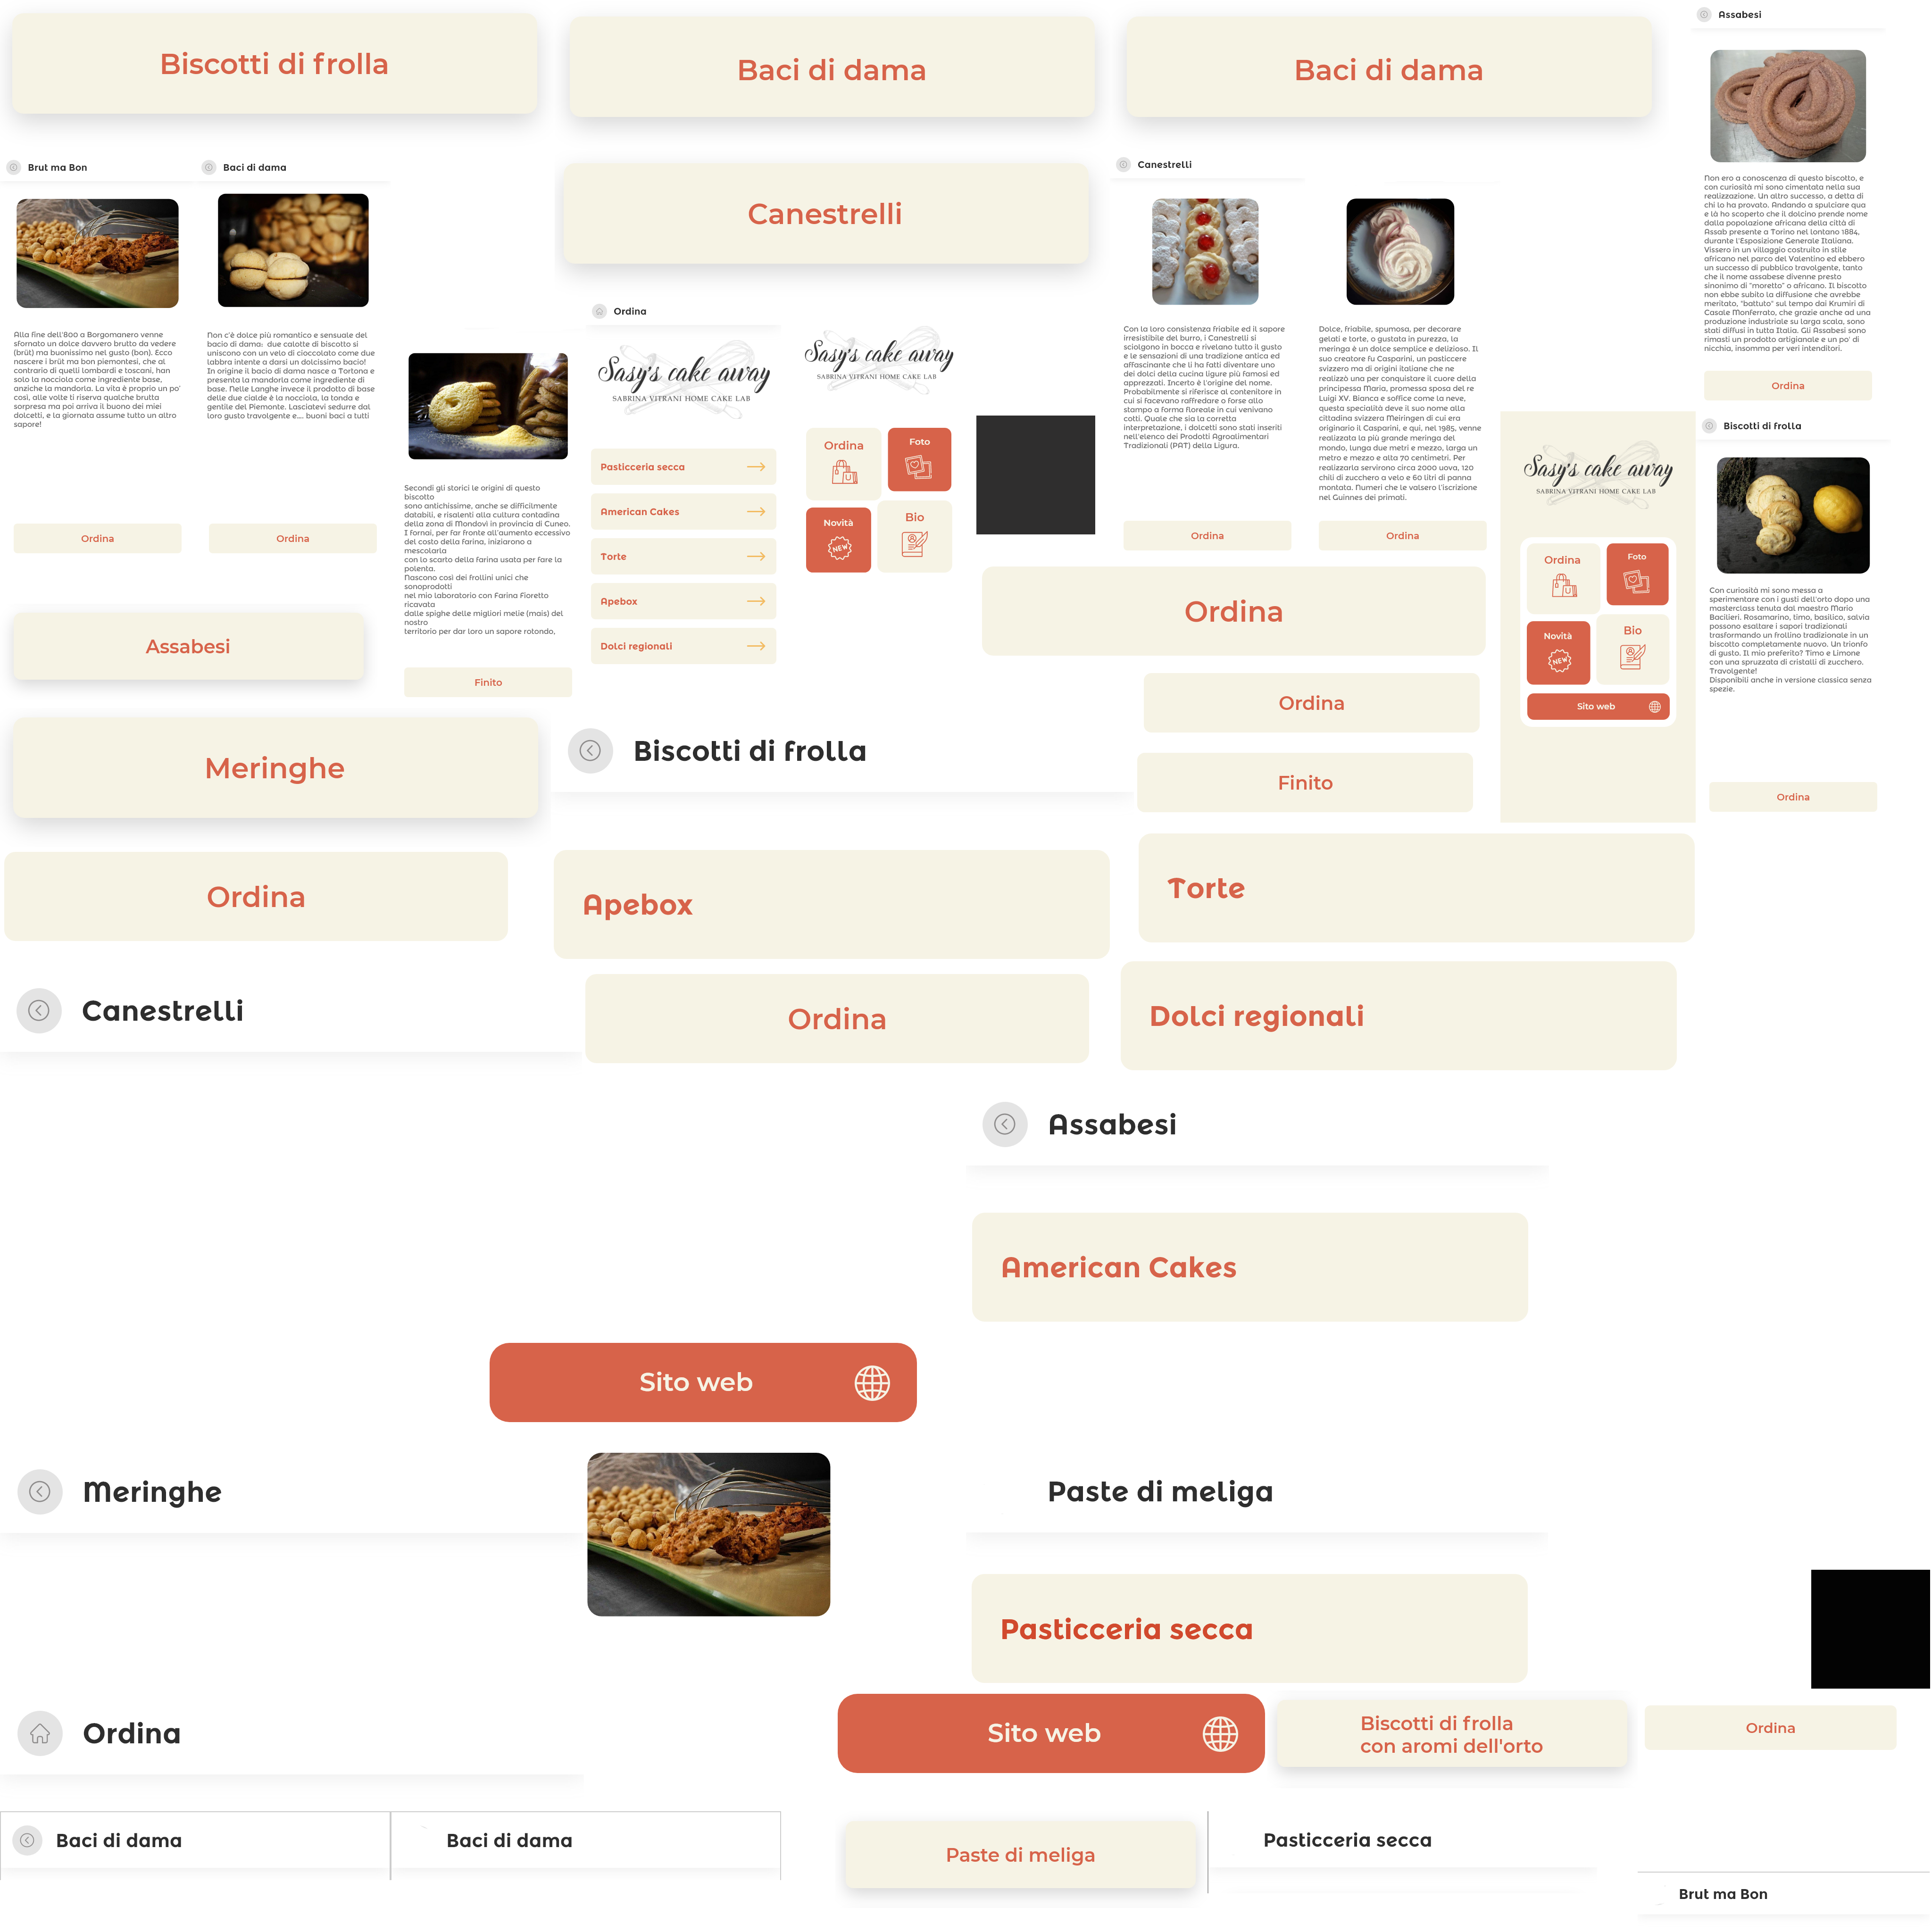 Biscotti di frolla
Baci di dama
Baci di dama
Assabesi
Non ero a conoscenza di questo biscotto, e
con curiosità mi sono cimentata nella sua
realizzazione. Un altro successo, a detta di
chi lo ha provato. Andando a spulciare qua
e là ho scoperto che il dolcino prende nome
dalla popolazione africana della città di
Assab presente a Torino nel lontano 1884,
durante l'Esposizione Generale Italiana.
Vissero in un villaggio costruito in stile
africano nel parco del Valentino ed ebbero
un successo di pubblico travolgente, tanto
che il nome assabese divenne presto
sinonimo di "moretto" o africano. Il biscotto
non ebbe subito la diffusione che avrebbe
meritato, "battuto" sul tempo dai Krumiri di
Casale Monferrato, che grazie anche ad una
produzione industriale su larga scala, sono
stati diffusi in tutta Italia. Gli Assabesi sono
rimasti un prodotto artigianale e un po' di
nicchia, insomma per veri intenditori.
Ordina
Brut ma Bon
Alla fine dell'800 a Borgomanero venne
sfornato un dolce davvero brutto da vedere
(brüt) ma buonissimo nel gusto (bon). Ecco
nascere i brüt ma bon piemontesi, che al
contrario di quelli lombardi e toscani, han
solo la nocciola come ingrediente base,
anziche la mandorla. La vita è proprio un po'
così, alle volte ti riserva qualche brutta
sorpresa ma poi arriva il buono dei miei
dolcetti, e la giornata assume tutto un altro
sapore!
Ordina
Baci di dama
Non c'è dolce più romantico e sensuale del
bacio di dama:  due calotte di biscotto si
uniscono con un velo di cioccolato come due
labbra intente a darsi un dolcissimo bacio!
In origine il bacio di dama nasce a Tortona e
presenta la mandorla come ingrediente di
base. Nelle Langhe invece il prodotto di base
delle due cialde è la nocciola, la tonda e
gentile del Piemonte. Lasciatevi sedurre dal
loro gusto travolgente e.... buoni baci a tutti
Ordina
Secondi gli storici le origini di questo
biscotto
sono antichissime, anche se difficilmente
databili, e risalenti alla cultura contadina
della zona di Mondovì in provincia di Cuneo.
I fornai, per far fronte all'aumento eccessivo
del costo della farina, iniziarono a
mescolarla
con lo scarto della farina usata per fare la
polenta.
Nascono così dei frollini unici che
sonoprodotti
nel mio laboratorio con Farina Fioretto
ricavata
dalle spighe delle migliori melie (mais) del
nostro
territorio per dar loro un sapore rotondo,
Finito
Canestrelli
Ordina
Sasy's cake away
SABRINA VITRANI HOME CAKE LAB
Pasticceria secca
American Cakes
Torte
Apebox
Dolci regionali
Sasy's cake away
SABRINA VITRANI HOME CAKE LAB
Ordina
Foto
Novità
NEW
Bio
Canestrelli
Con la loro consistenza friabile ed il sapore
irresistibile del burro, i Canestrelli si
sciolgono in bocca e rivelano tutto il gusto
e le sensazioni di una tradizione antica ed
affascinante che li ha fatti diventare uno
dei dolci della cucina ligure più famosi ed
apprezzati. Incerto è l'origine del nome.
Probabilmente si riferisce al contenitore in
cui si facevano raffredare o forse allo
stampo a forma floreale in cui venivano
cotti. Quale che sia la corretta
interpretazione, i dolcetti sono stati inseriti
nell'elenco dei Prodotti Agroalimentari
Tradizionali (PAT) della Ligura.
Ordina
Dolce, friabile, spumosa, per decorare
gelati e torte, o gustata in purezza, la
meringa è un dolce semplice e delizioso. Il
suo creatore fu Casparini, un pasticcere
svizzero ma di origini italiane che ne
realizzò una per conquistare il cuore della
principessa Maria, promessa sposa del re
Luigi XV. Bianca e soffice come la neve,
questa specialità deve il suo nome alla
cittadina svizzera Meiringen di cui era
originario il Casparini, e qui, nel 1985, venne
realizzata la più grande meringa del
mondo, lunga due metri e mezzo, larga un
metro e mezzo e alta 70 centimetri. Per
realizzarla servirono circa 2000 uova, 120
chili di zucchero a velo e 60 litri di panna
montata. Numeri che le valsero l'iscrizione
nel Guinnes dei primati.
Ordina
Sasy's cake away
SABRINA VITRANI HOME CAKE LAB
Ordina
Foto
Novità
NEW
Bio
Sito web
Biscotti di frolla
Con curiosità mi sono messa a
sperimentare con i gusti dell'orto dopo una
masterclass tenuta dal maestro Mario
Bacilieri. Rosamarino, timo, basilico, salvia
possono esaltare i sapori tradizionali
trasformando un frollino tradizionale in un
biscotto completamente nuovo. Un trionfo
di gusto. Il mio preferito? Timo e Limone
con una spruzzata di cristalli di zucchero.
Travolgente!
Disponibili anche in versione classica senza
spezie.
Ordina
Ordina
Assabesi
Ordina
Meringhe
Biscotti di frolla
Finito
Ordina
Apebox
Torte
Canestrelli
Ordina
Dolci regionali
Assabesi
American Cakes
Sito web
Meringhe
Paste di meliga
Pasticceria secca
Ordina
Sito web
Biscotti di frolla
con aromi dell'orto
Ordina
Baci di dama
Baci di dama
Paste di meliga
Pasticceria secca
Brut ma Bon